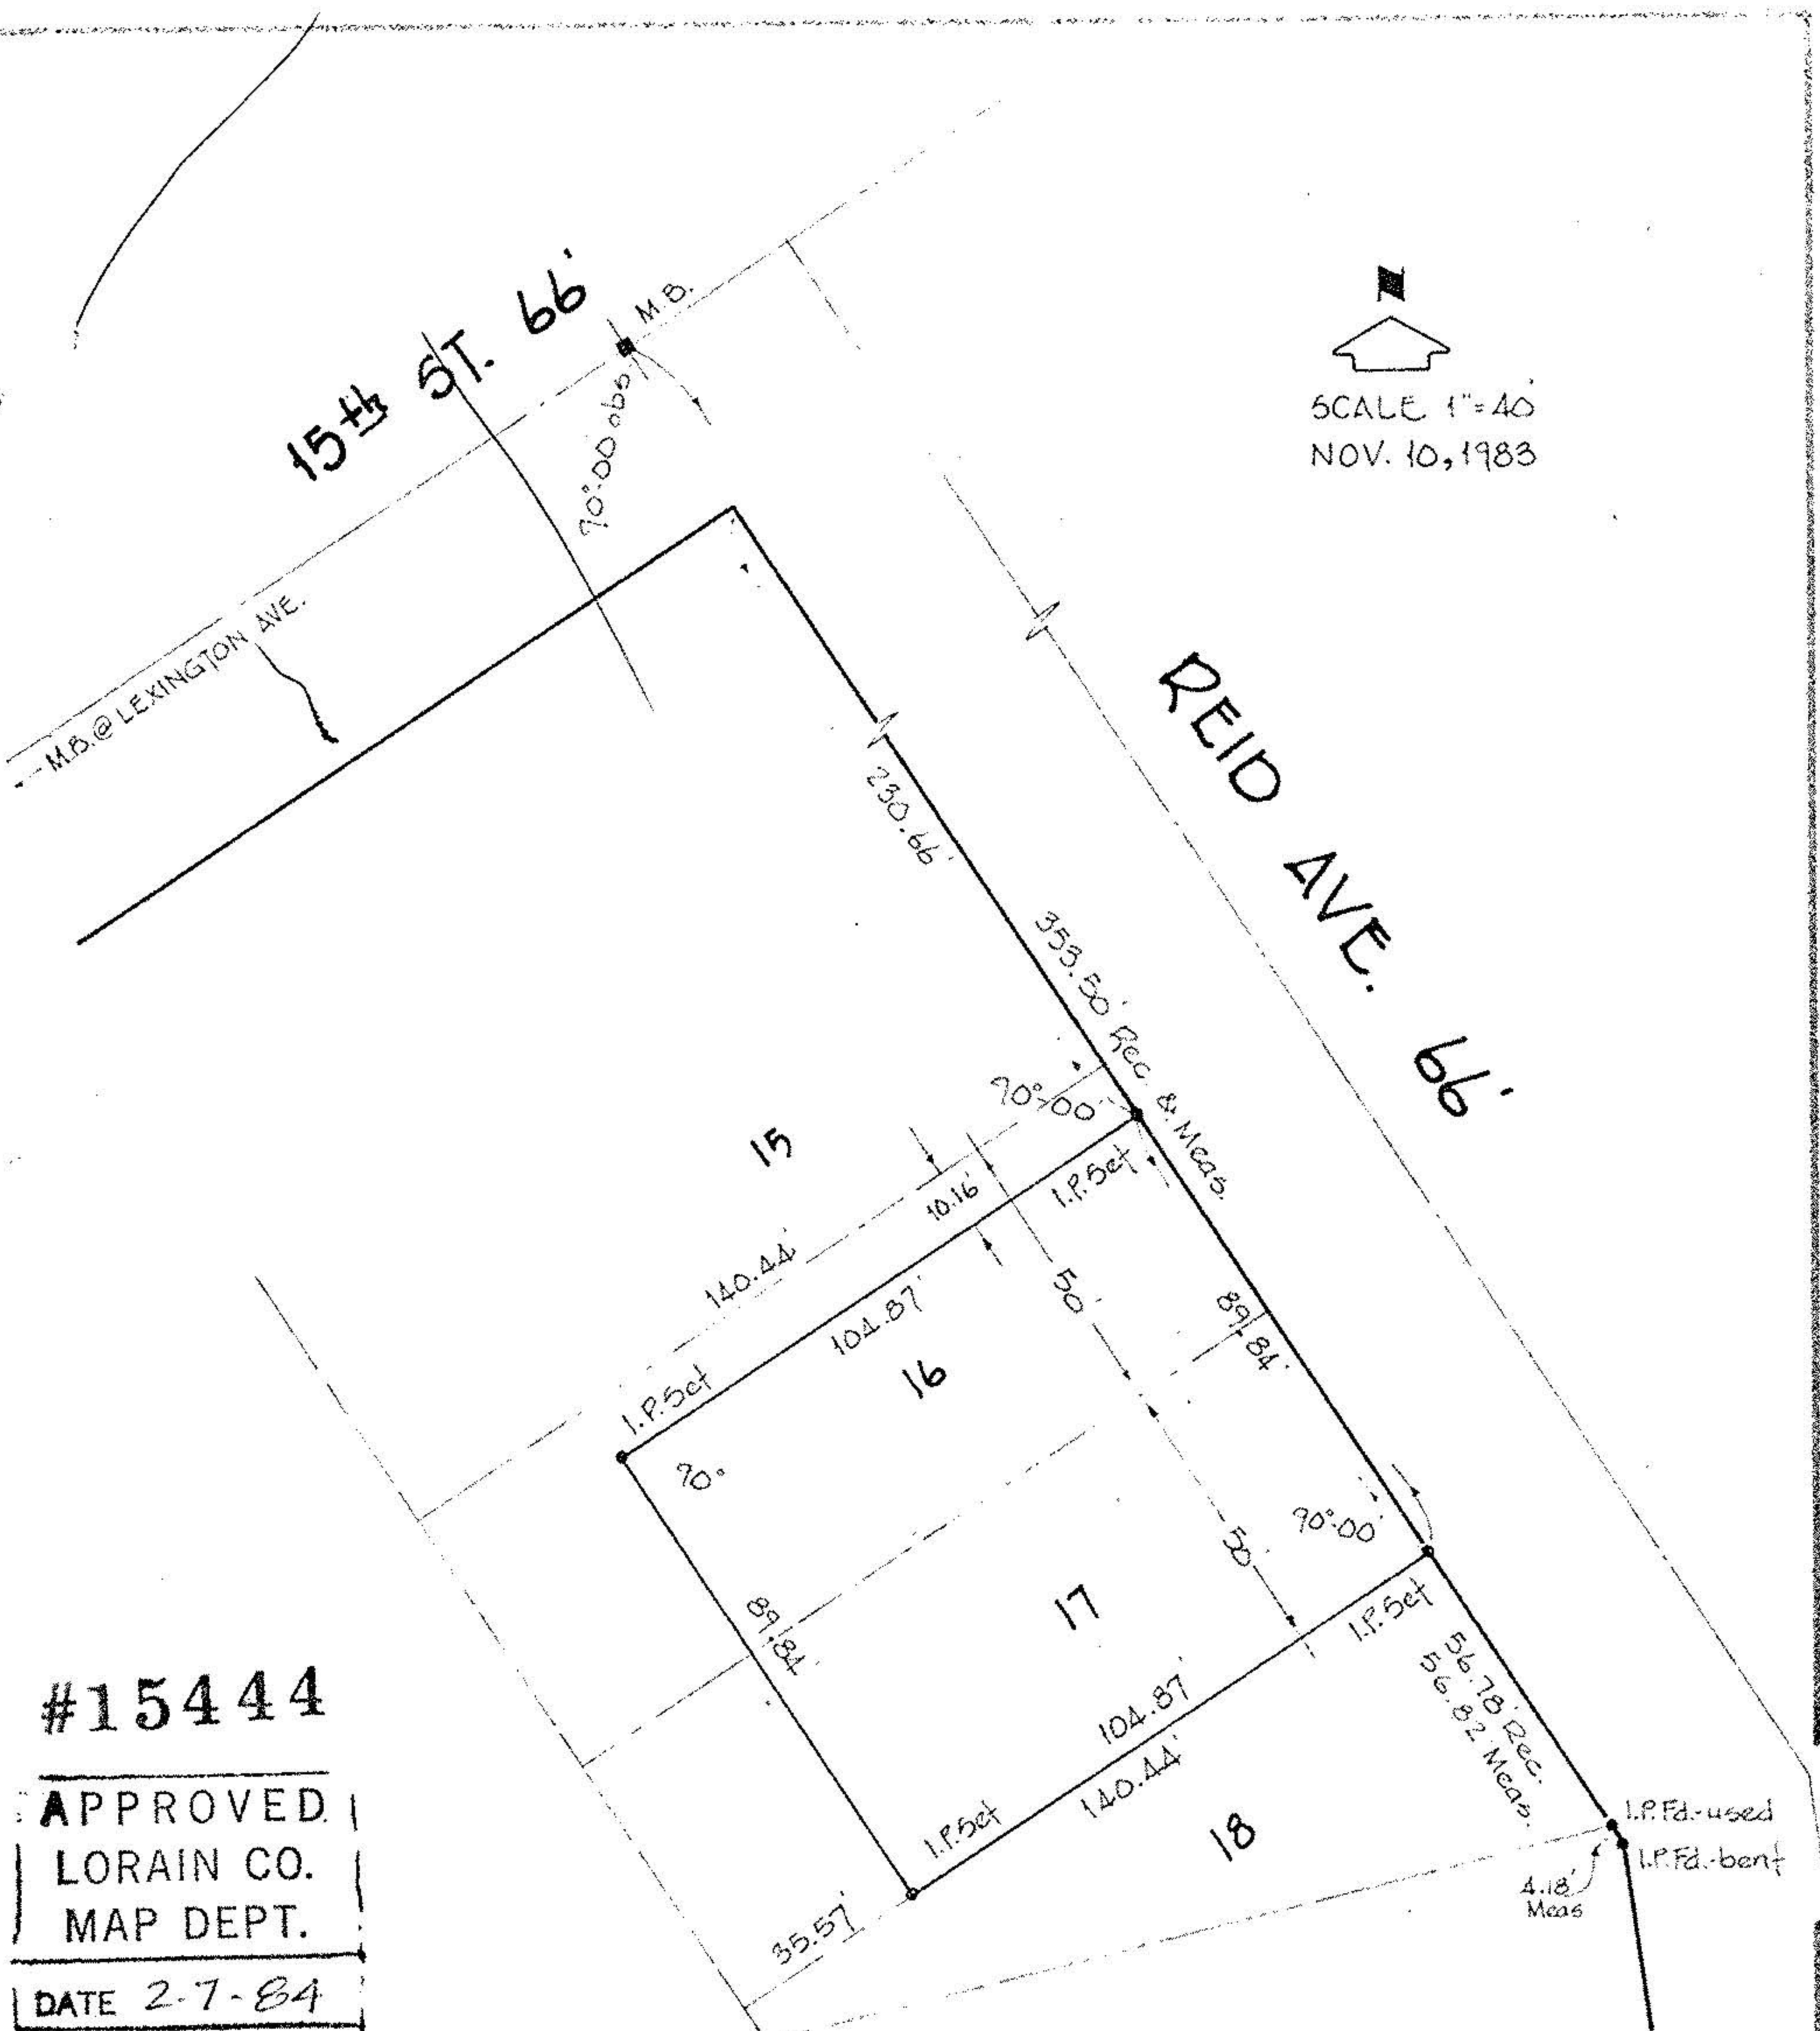 15th ST. 66'
M.B.
90°-00' obs
SCALE 1"=40'
NOV. 10, 1983
M.B.@ LEXINGTON AVE.
REID AVE. 66'
230.66'
353.50' Rec. & Meas.
90°-00'
15
I.P. Set
10.16'
140.44'
104.87'
50'
89.84'
16
I.P. Set
90°
90°-00'
50'
17
89.84'
I.P. Set
56.78' Rec.
56.82 Meas.
104.87'
140.44'
I.P. Set
18
I.P. Fd.-used
I.P. Fd.-bent
4.18'
Meas
35.57'
#15444
APPROVED
LORAIN CO.
MAP DEPT.
DATE 2-7-84